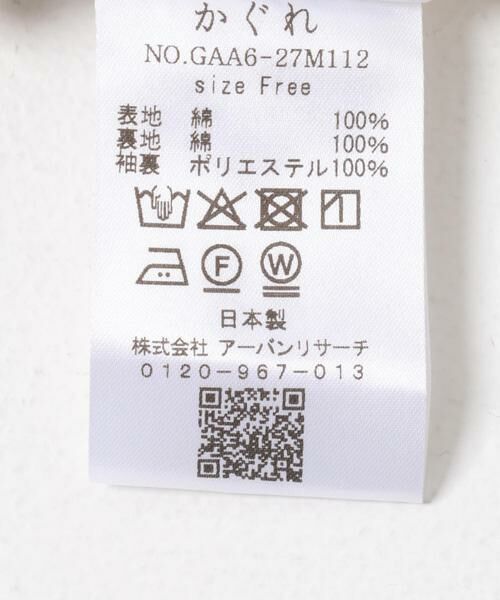 かぐれ
NO.GAA6-27M112
size Free
表地 綿 100%
裏地 綿 100%
袖裏 ポリエステル100%
F W
日本製
株式会社 アーバンリサーチ
0120-967-013